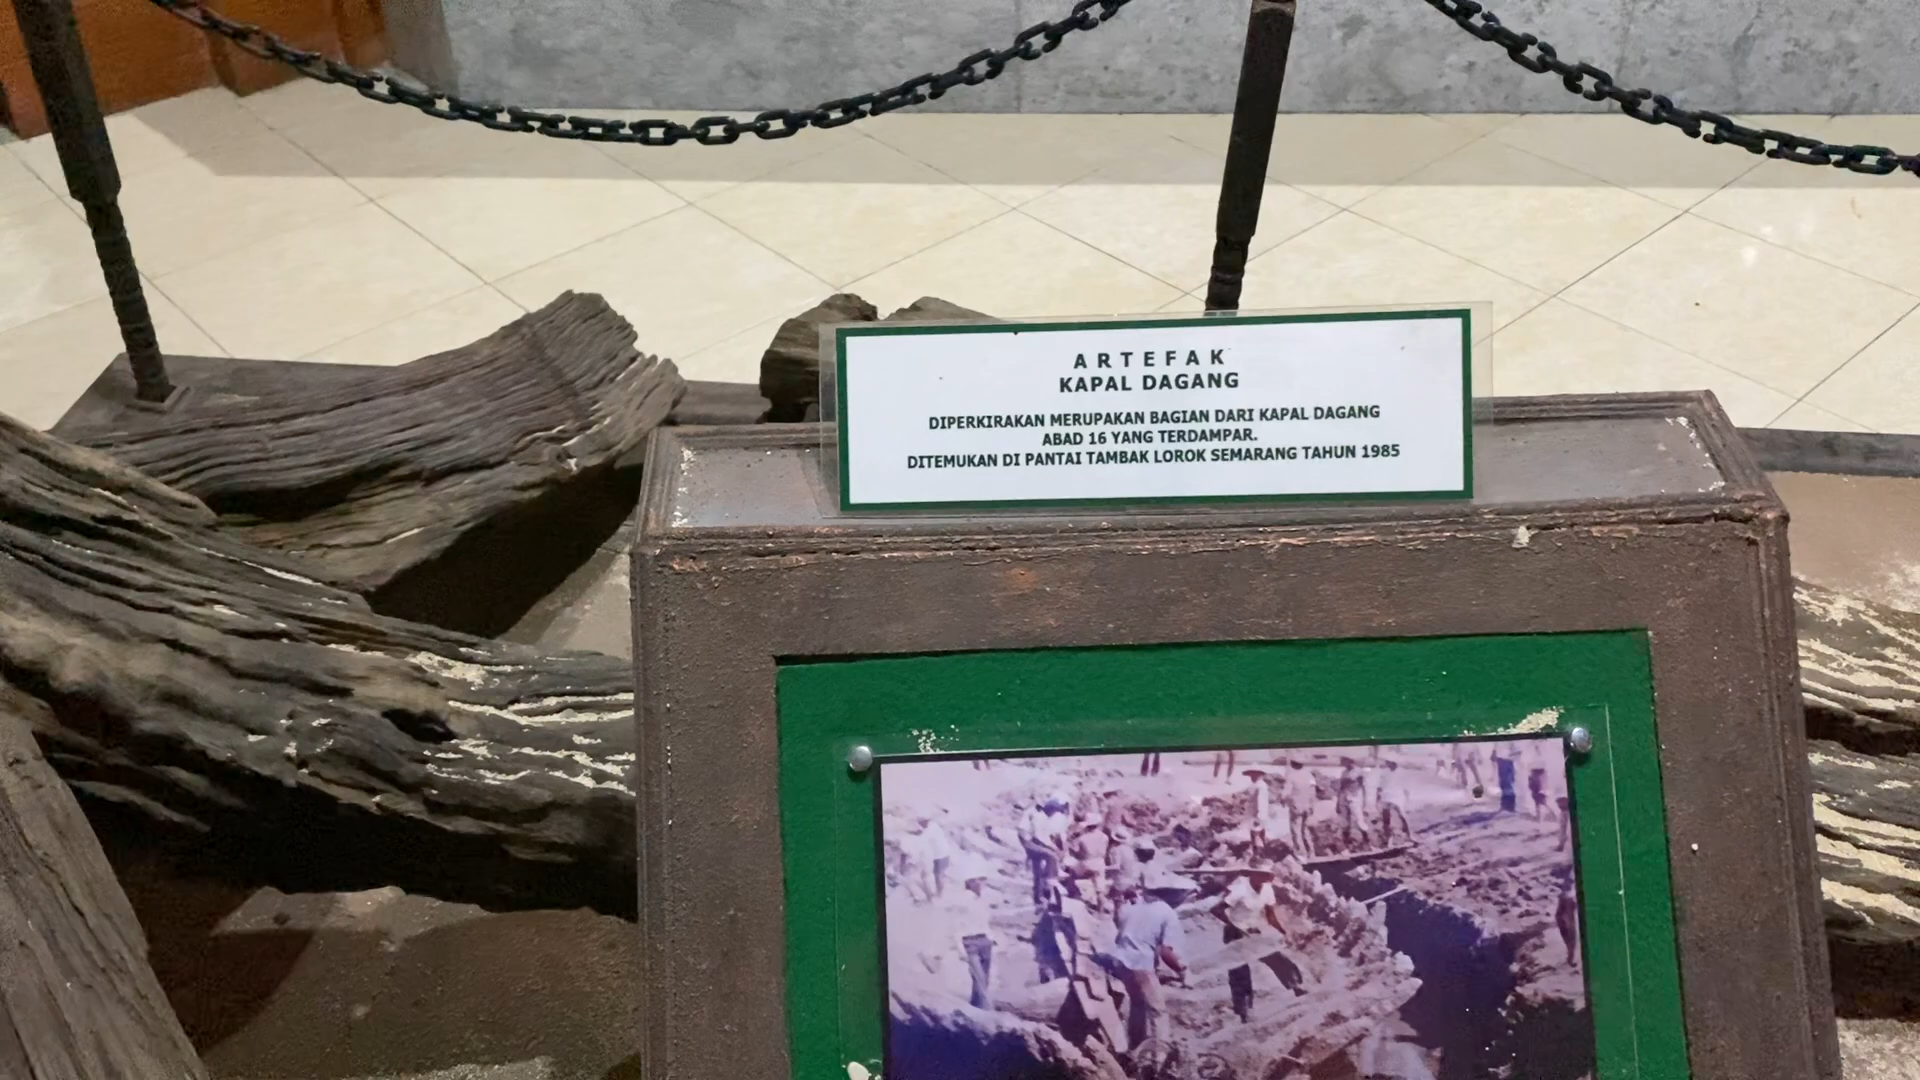 ARTEFAK
KAPAL DAGANG
DIPERKIRAKAN MERUPAKAN BAGIAN DARI KAPAL DAGANG
ABAD 16 YANG TERDAMPAR.
DITEMUKAN DI PANTAI TAMBAK LOROK SEMARANG TAHUN 1985